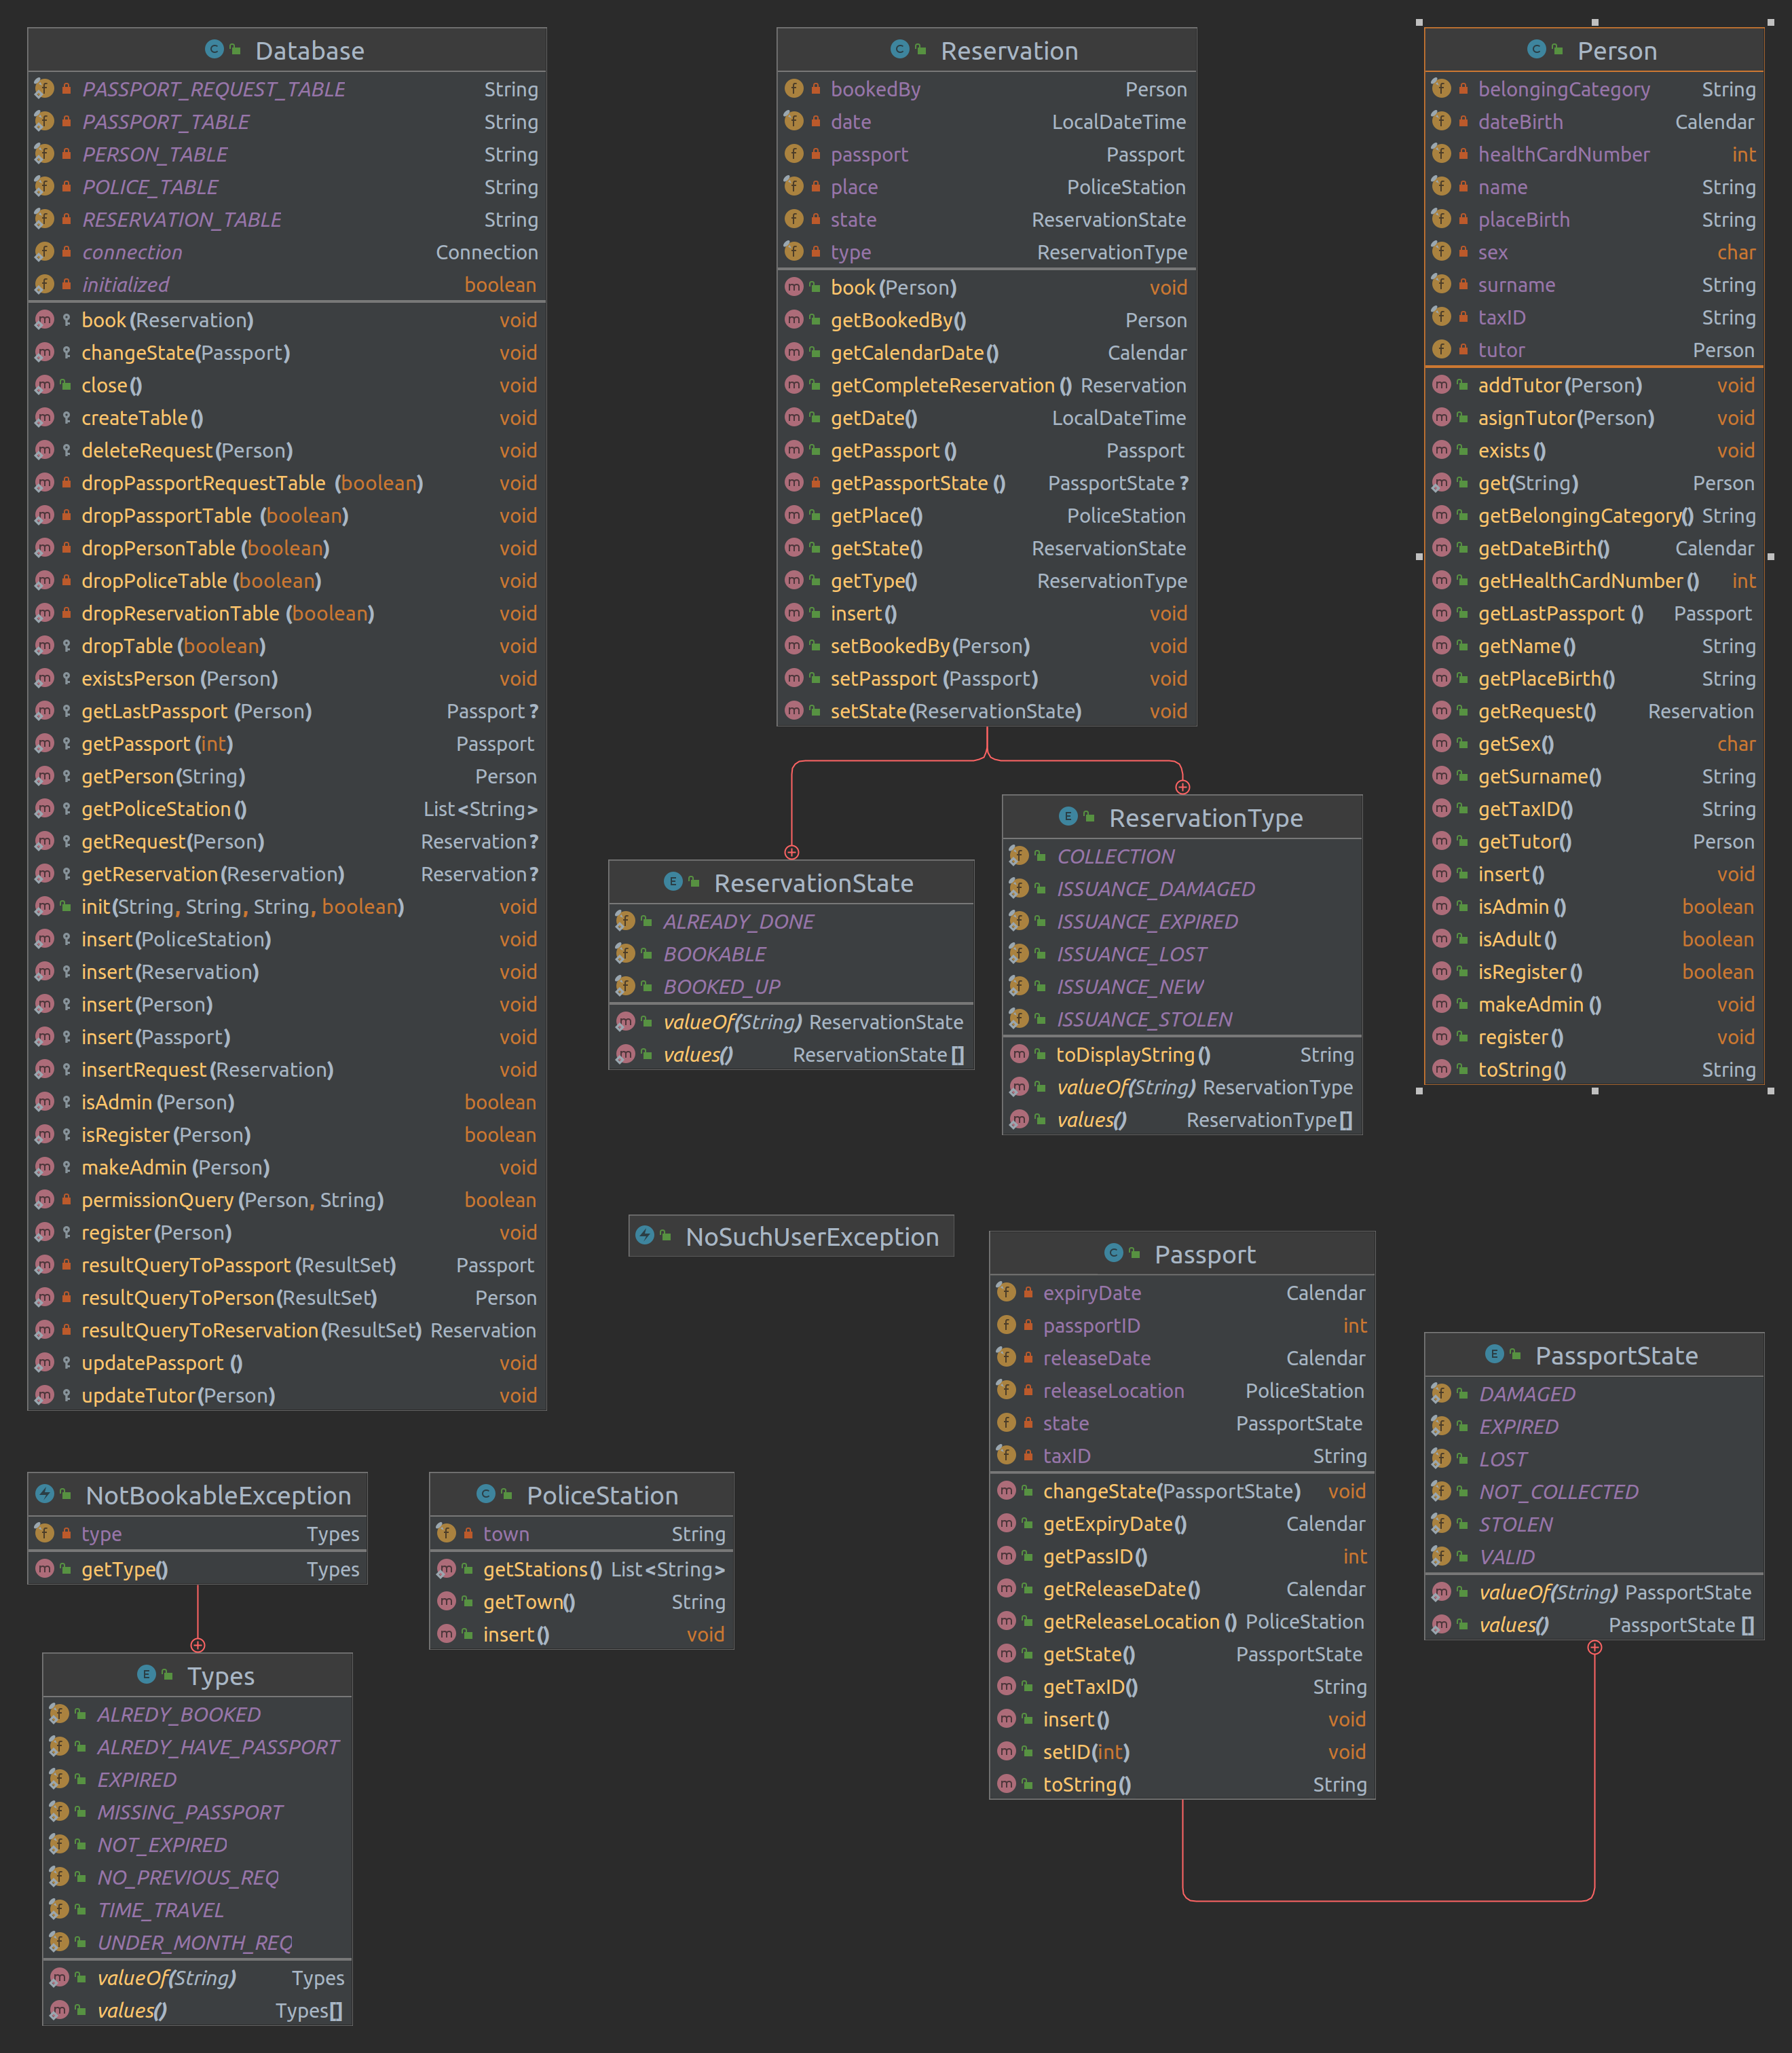 Database
PASSPORT_REQUEST_TABLE String
PASSPORT_TABLE String
PERSON_TABLE String
POLICE_TABLE String
RESERVATION_TABLE String
connection Connection
initialized boolean
book(Reservation) void
changeState(Passport) void
close() void
createTable() void
deleteRequest(Person) void
dropPassportRequestTable (boolean) void
dropPassportTable (boolean) void
dropPersonTable (boolean) void
dropPoliceTable (boolean) void
dropReservationTable (boolean) void
dropTable(boolean) void
existsPerson (Person) void
getLastPassport (Person) Passport?
getPassport(int) Passport
getPerson(String) Person
getPoliceStation() List<String>
getRequest(Person) Reservation?
getReservation(Reservation) Reservation?
init(String, String, String, boolean) void
insert(PoliceStation) void
insert(Reservation) void
insert(Person) void
insert(Passport) void
insertRequest(Reservation) void
isAdmin (Person) boolean
isRegister(Person) boolean
makeAdmin (Person) void
permissionQuery(Person, String) boolean
register(Person) void
resultQueryToPassport (ResultSet) Passport
resultQueryToPerson(ResultSet) Person
resultQueryToReservation(ResultSet) Reservation
updatePassport () void
updateTutor(Person) void
Reservation
bookedBy Person
date LocalDateTime
passport Passport
place PoliceStation
state ReservationState
type ReservationType
book(Person) void
getBookedBy() Person
getCalendarDate() Calendar
getCompleteReservation () Reservation
getDate() LocalDateTime
getPassport () Passport
getPassportState () PassportState?
getPlace() PoliceStation
getState() ReservationState
getType() ReservationType
insert() void
setBookedBy(Person) void
setPassport (Passport) void
setState(ReservationState) void
Person
belongingCategory String
dateBirth Calendar
healthCardNumber int
name String
placeBirth String
sex char
surname String
taxID String
tutor Person
addTutor(Person) void
asignTutor(Person) void
exists() void
get(String) Person
getBelongingCategory() String
getDateBirth() Calendar
getHealthCardNumber() int
getLastPassport () Passport
getName() String
getPlaceBirth() String
getRequest() Reservation
getSex() char
getSurname() String
getTaxID() String
getTutor() Person
insert() void
isAdmin () boolean
isAdult() boolean
isRegister() boolean
makeAdmin () void
register() void
toString() String
ReservationState
ALREADY_DONE
BOOKABLE
BOOKED_UP
valueOf(String) ReservationState
values() ReservationState[]
ReservationType
COLLECTION
ISSUANCE_DAMAGED
ISSUANCE_EXPIRED
ISSUANCE_LOST
ISSUANCE_NEW
ISSUANCE_STOLEN
toDisplayString() String
valueOf(String) ReservationType
values() ReservationType[]
NoSuchUserException
Passport
expiryDate Calendar
passportID int
releaseDate Calendar
releaseLocation PoliceStation
state PassportState
taxID String
changeState(PassportState) void
getExpiryDate() Calendar
getPassID() int
getReleaseDate() Calendar
getReleaseLocation () PoliceStation
getState() PassportState
getTaxID() String
insert() void
setID(int) void
toString() String
PassportState
DAMAGED
EXPIRED
LOST
NOT_COLLECTED
STOLEN
VALID
valueOf(String) PassportState
values() PassportState[]
NotBookableException
type Types
getType() Types
PoliceStation
town String
getStations() List<String>
getTown() String
insert() void
Types
ALREDY_BOOKED
ALREDY_HAVE_PASSPORT
EXPIRED
MISSING_PASSPORT
NOT_EXPIRED
NO_PREVIOUS_REQ
TIME_TRAVEL
UNDER_MONTH_REQ
valueOf(String) Types
values() Types[]